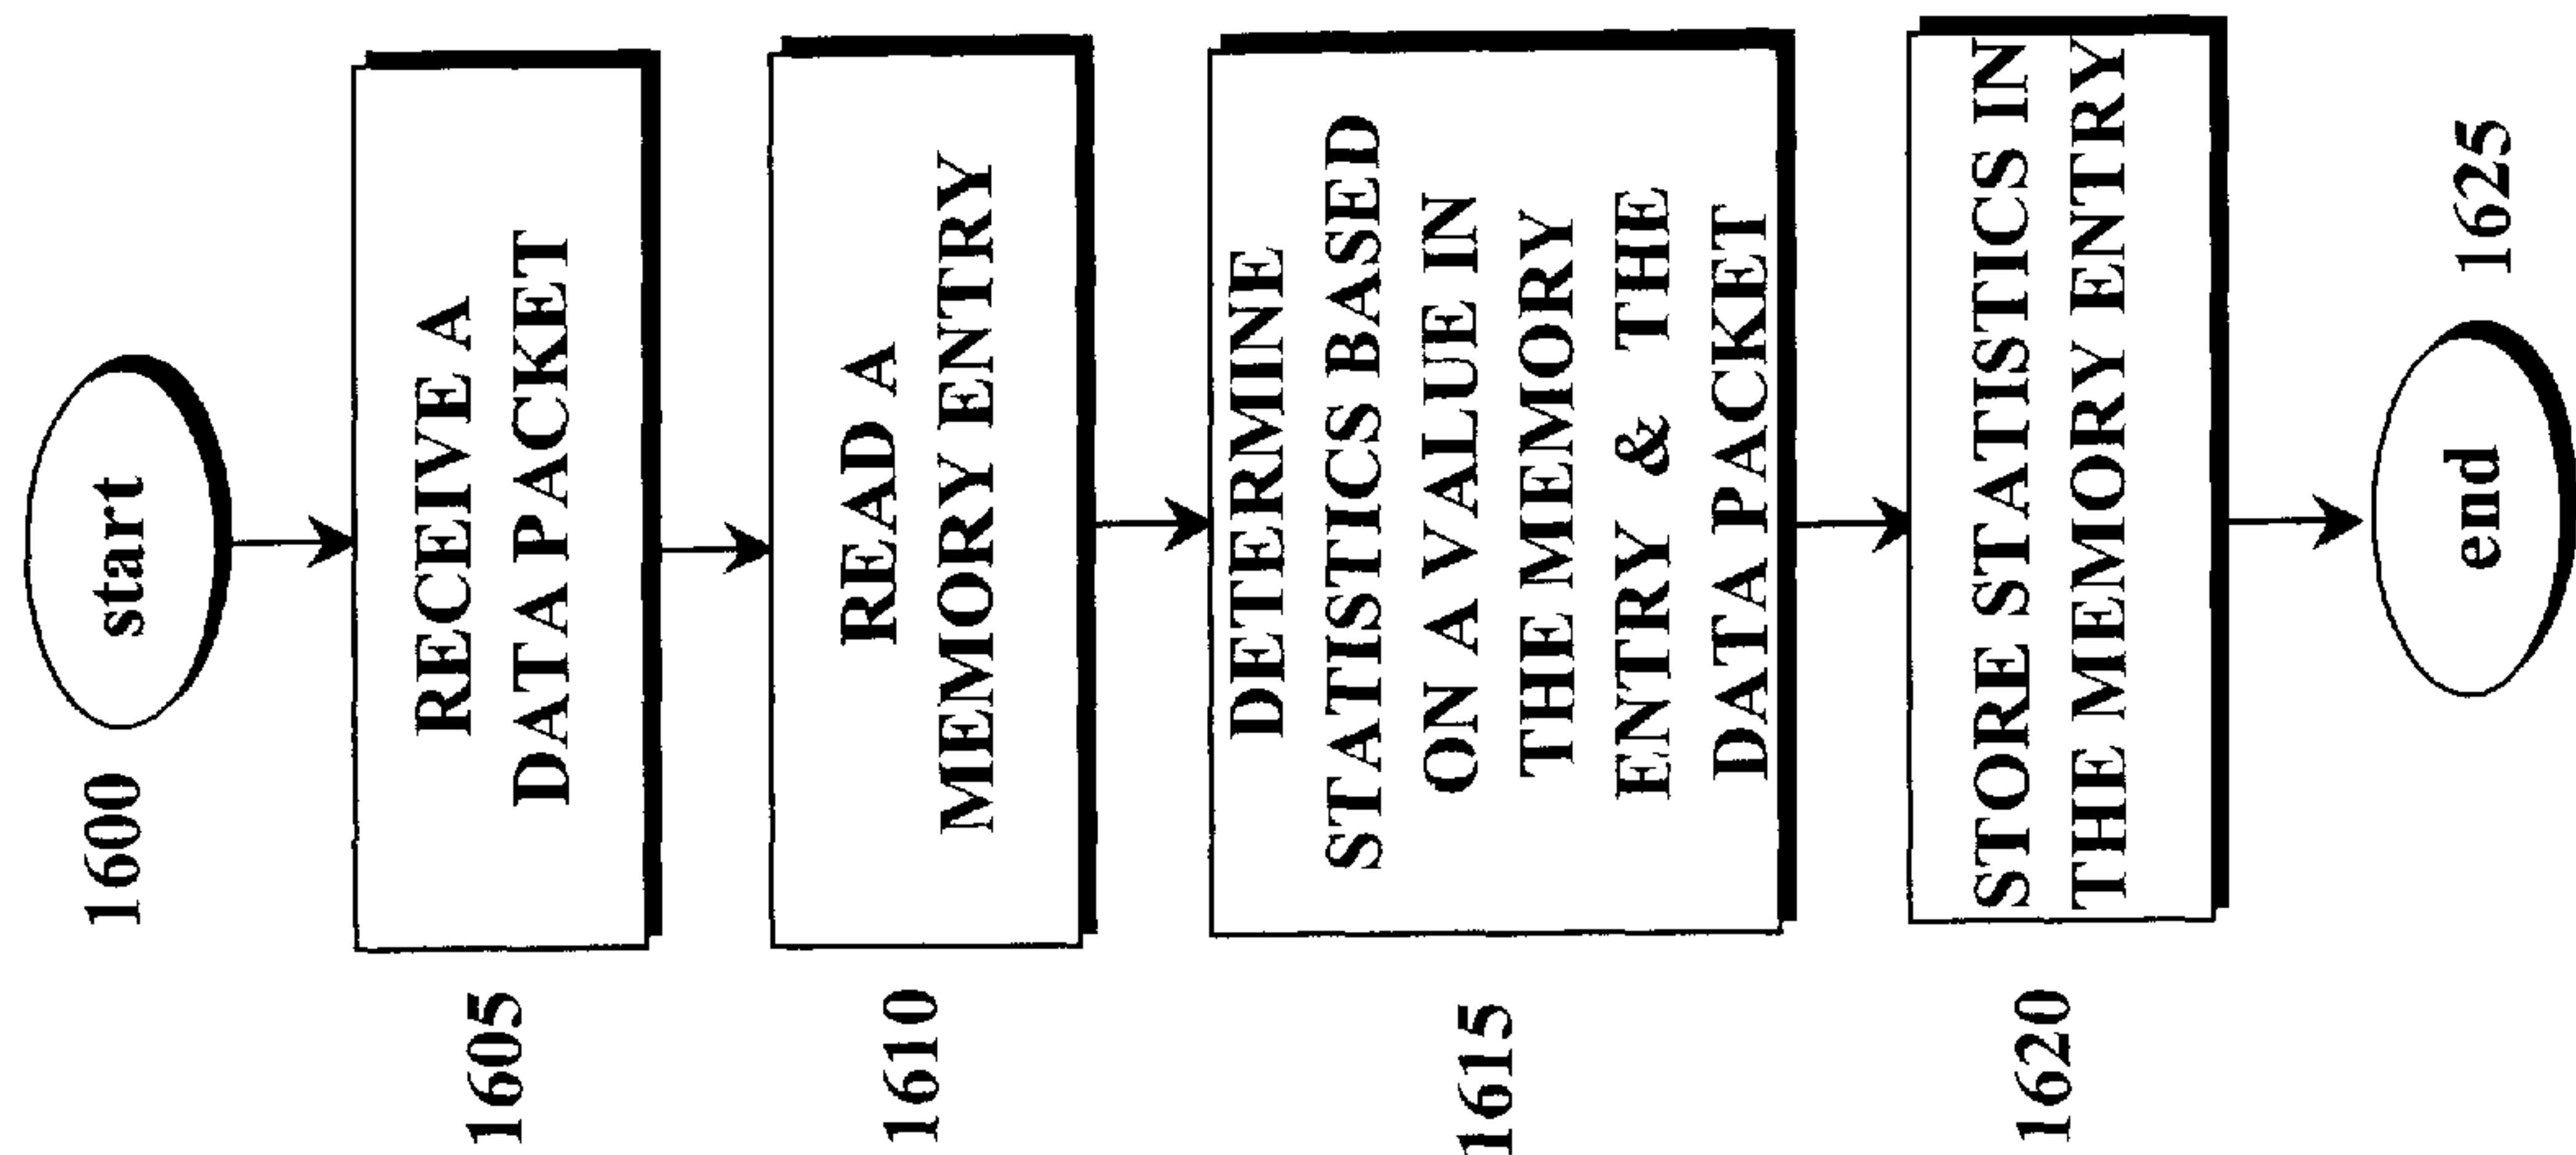 1600
start
1605
RECEIVE A
DATA PACKET
1610
READ A
MEMORY ENTRY
1615
DETERMINE
STATISTICS BASED
ON A VALUE IN
THE MEMORY
ENTRY & THE
DATA PACKET
1620
STORE STATISTICS IN
THE MEMORY ENTRY
end
1625